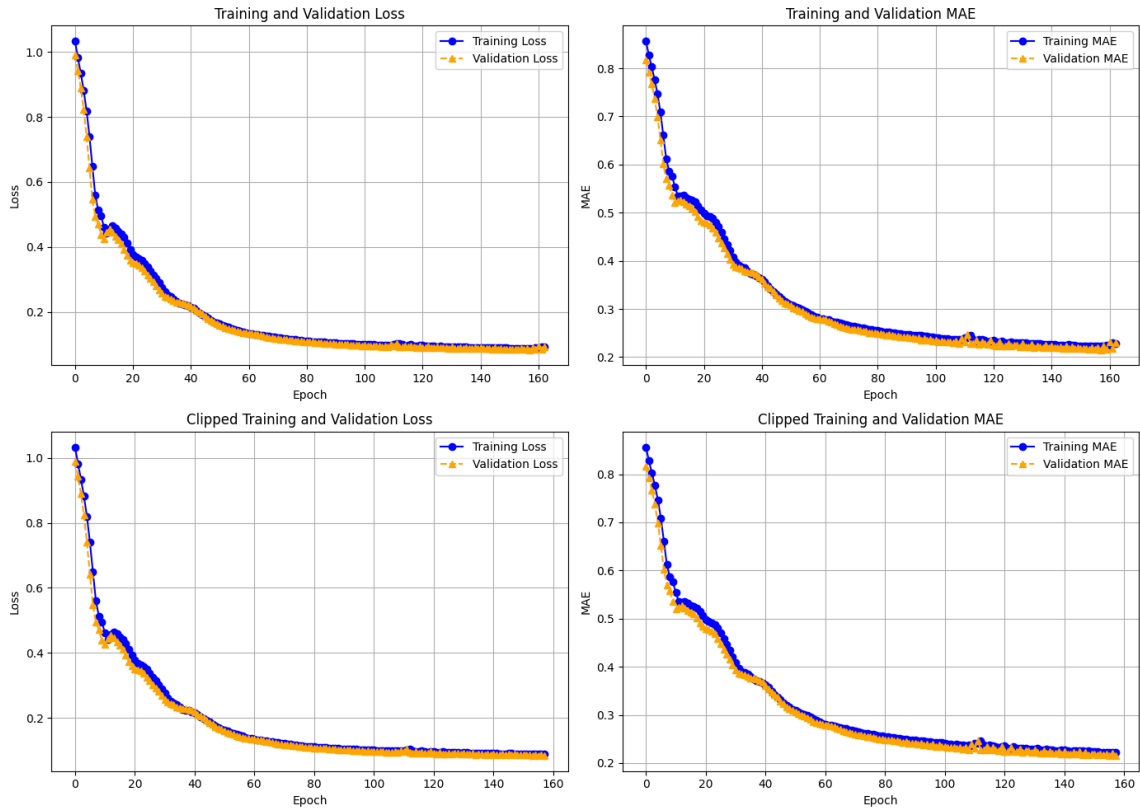 Training and Validation Loss
Training Loss
Validation Loss
1.0
0.8
0.6
0.4
0.2
Loss
0 20 40 60 80 100 120 140 160
Epoch
Training and Validation MAE
Training MAE
Validation MAE
0.8
0.7
0.6
0.5
0.4
0.3
0.2
MAE
0 20 40 60 80 100 120 140 160
Epoch
Clipped Training and Validation Loss
Training Loss
Validation Loss
1.0
0.8
0.6
0.4
0.2
Loss
0 20 40 60 80 100 120 140 160
Epoch
Clipped Training and Validation MAE
Training MAE
Validation MAE
0.8
0.7
0.6
0.5
0.4
0.3
0.2
MAE
0 20 40 60 80 100 120 140 160
Epoch